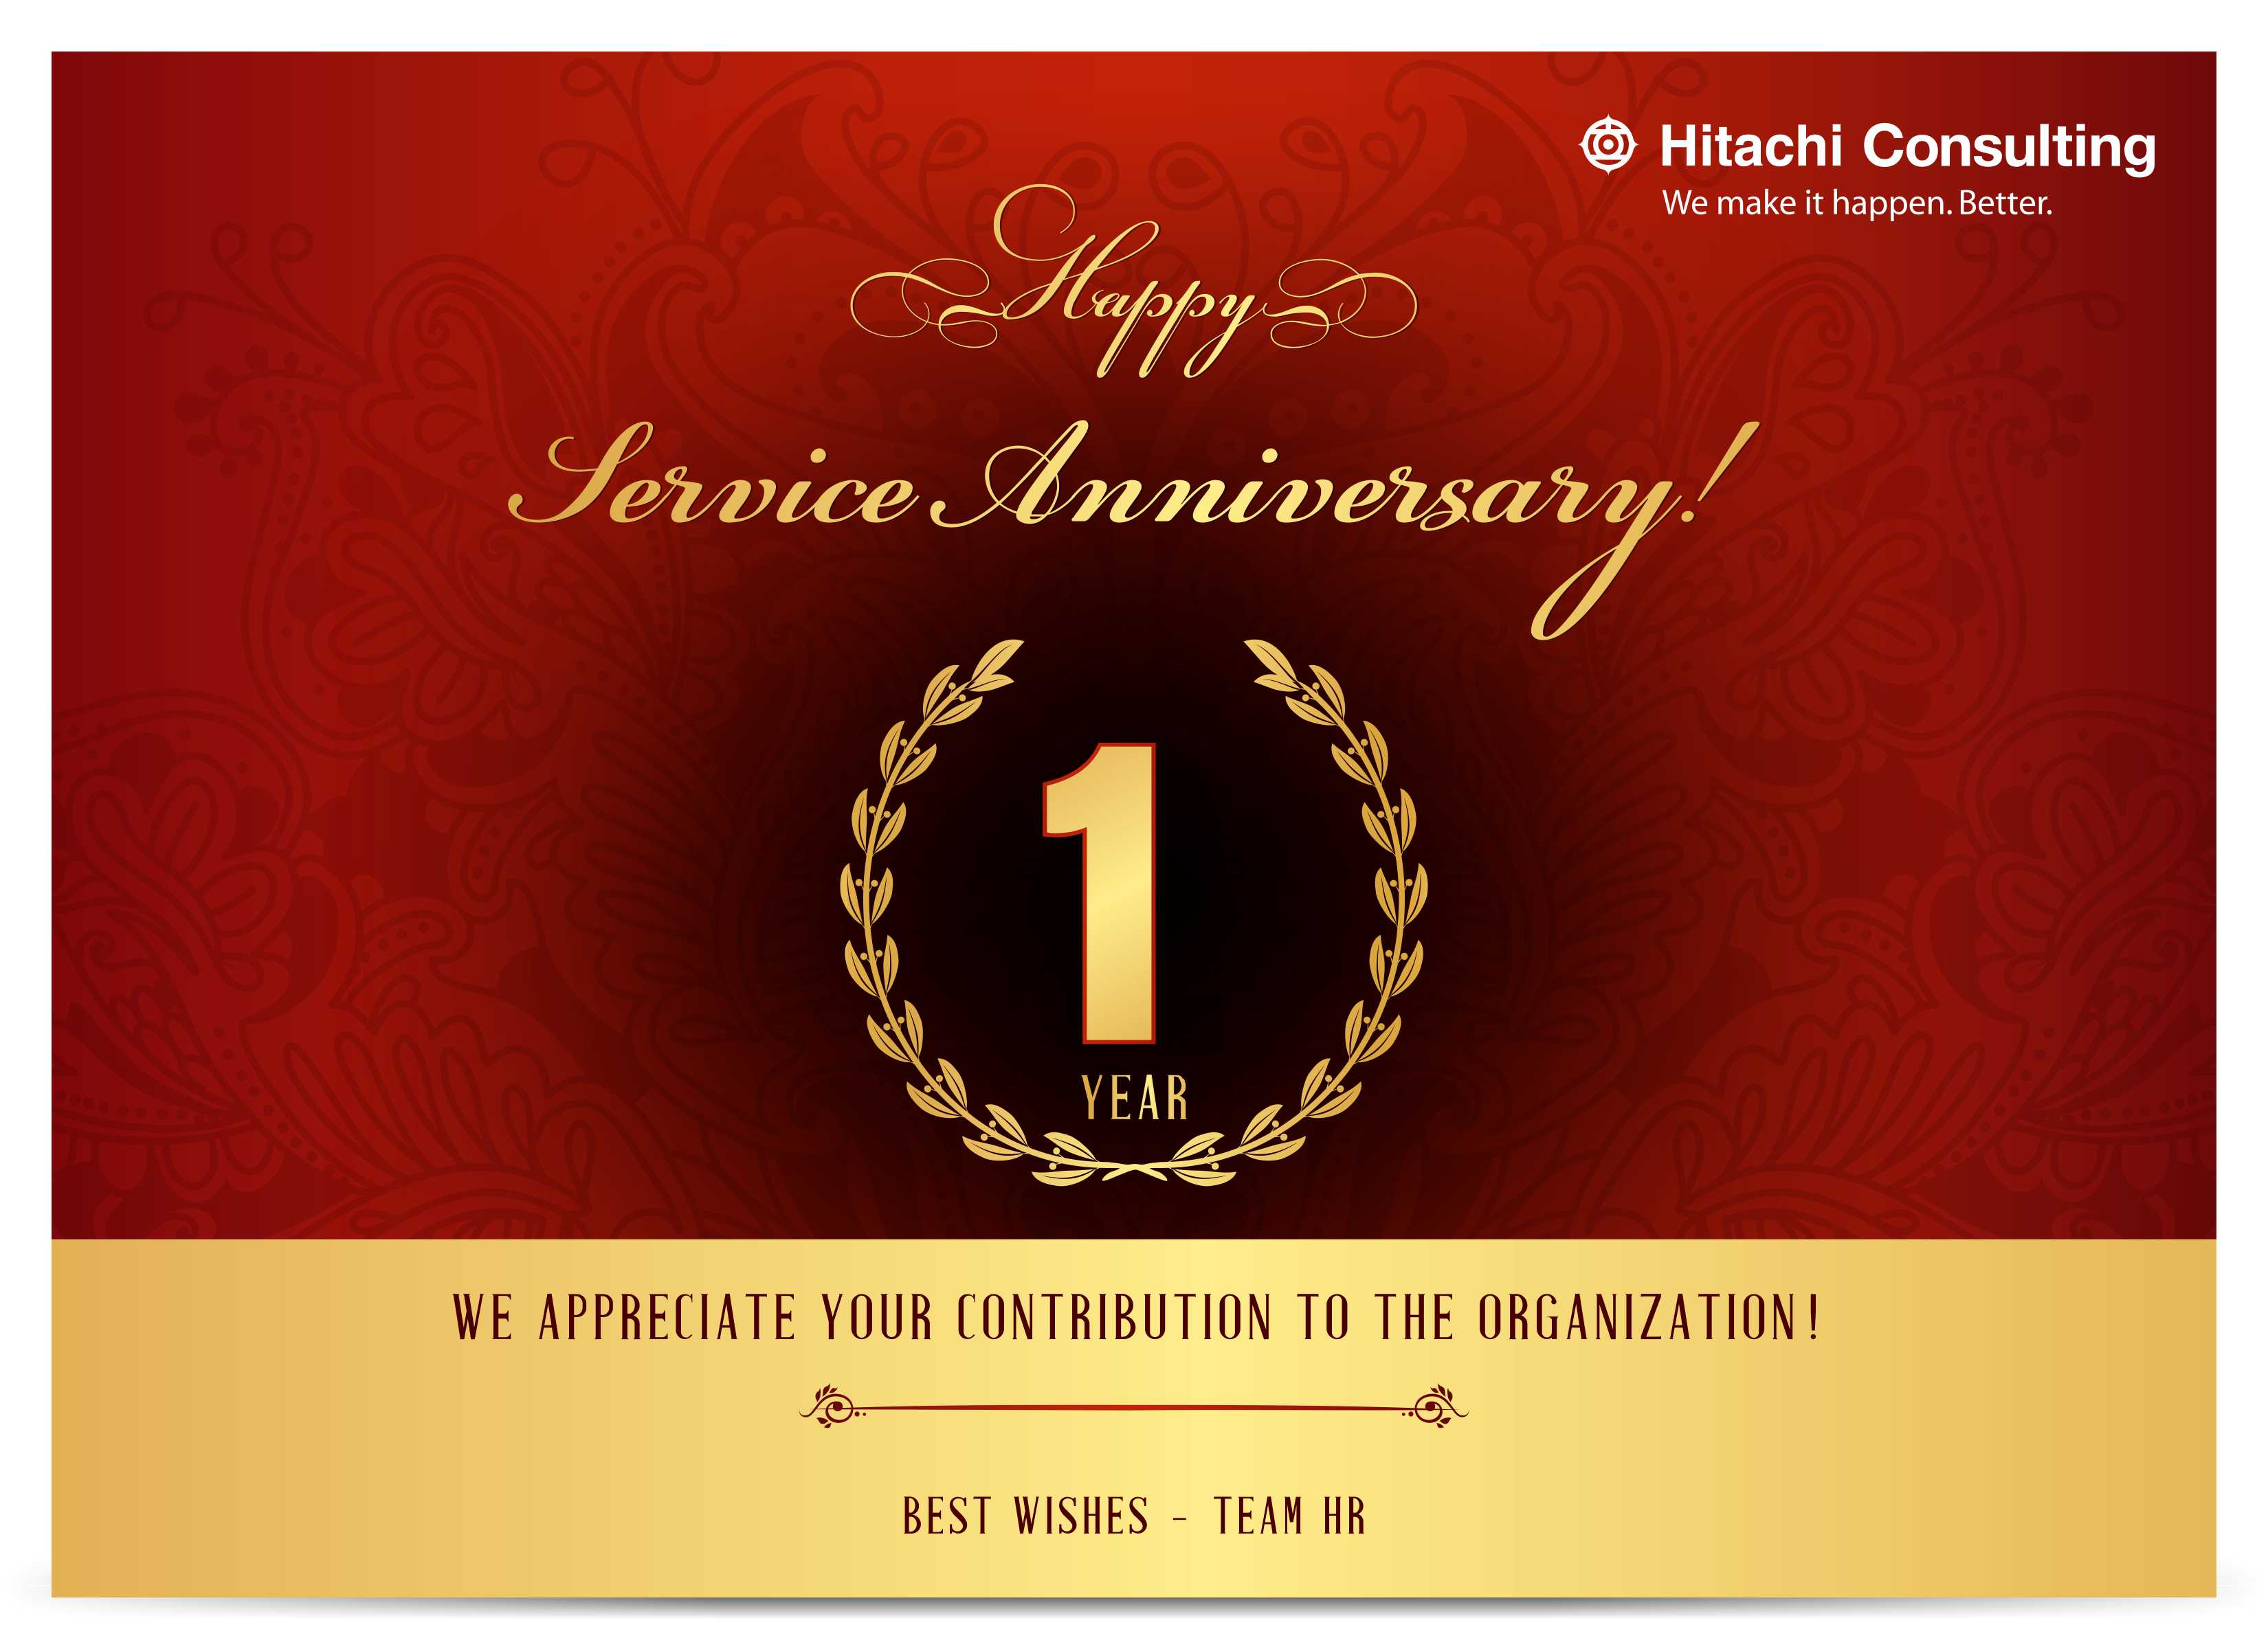 Hitachi Consulting
We make it happen. Better.
Happy
Service Anniversary!
1
YEAR
WE APPRECIATE YOUR CONTRIBUTION TO THE ORGANIZATION!
BEST WISHES - TEAM HR